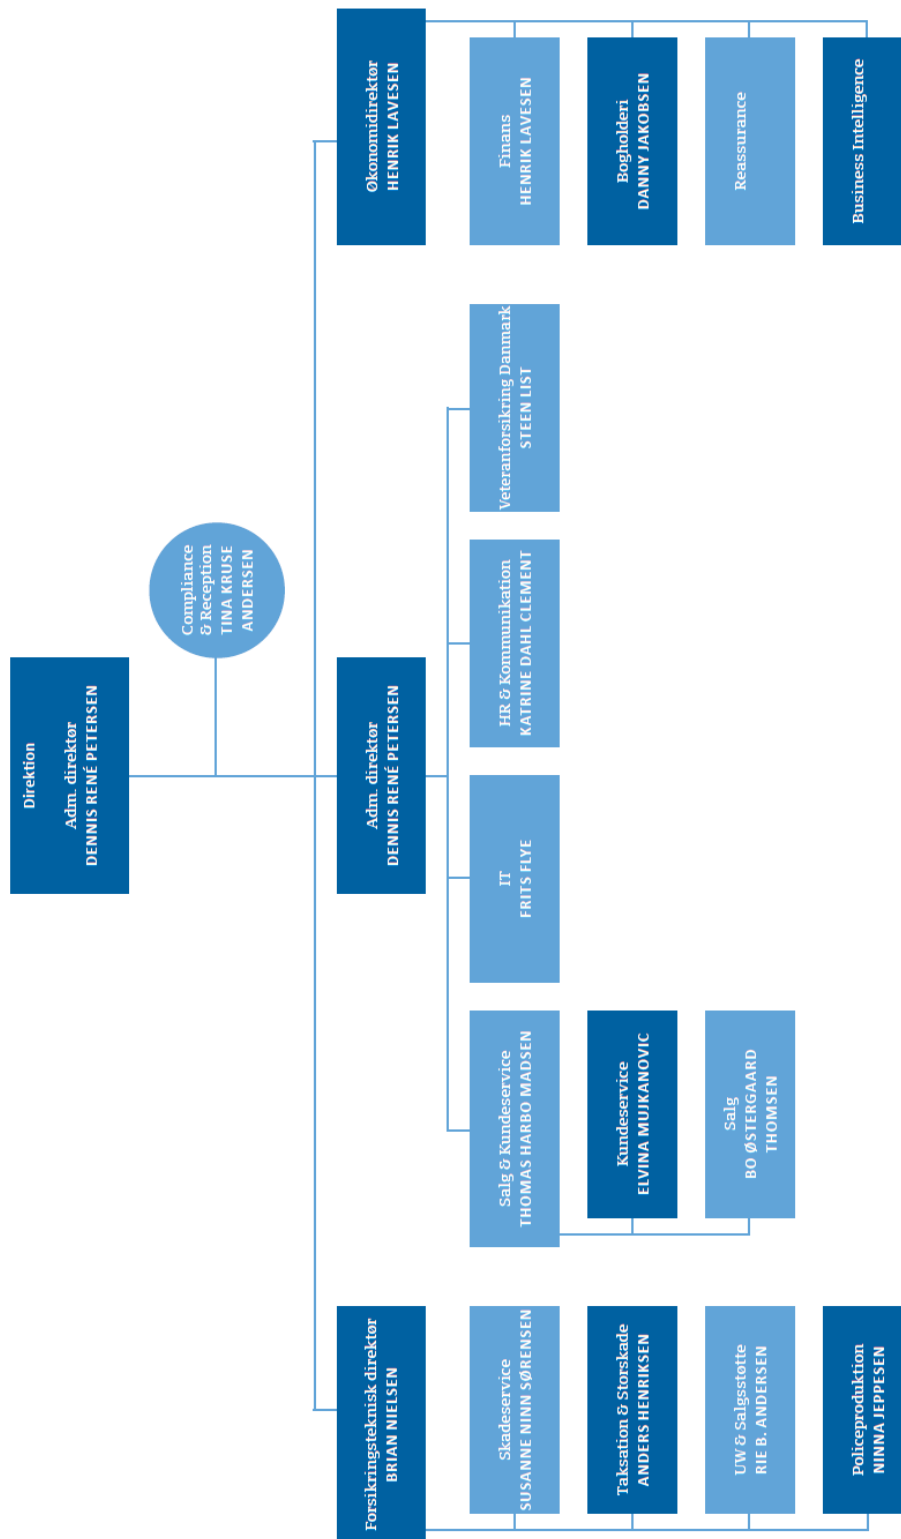 Direktion
Adm. direktør
DENNIS RENÉ PETERSEN
Compliance
& Reception
TINA KRUSE
ANDERSEN
Forsikringsteknisk direktør
BRIAN NIELSEN
Skadeservice
SUSANNE NINN SØRENSEN
Taksation & Storskade
ANDERS HENRIKSEN
UW & Salgsstøtte
RIE B. ANDERSEN
Policeproduktion
NINNA JEPPESEN
Adm. direktør
DENNIS RENÉ PETERSEN
Salg & Kundeservice
THOMAS HARBO MADSEN
Kundeservice
ELVINA MUJKANOVIC
Salg
BO ØSTERGAARD
THOMSEN
IT
FRITS FLYE
HR & Kommunikation
KATRINE DAHL CLEMENT
Veteranforsikring Danmark
STEEN LIST
Økonomidirektør
HENRIK LAVESEN
Finans
HENRIK LAVESEN
Bogholderi
DANNY JAKOBSEN
Reassurance
Business Intelligence